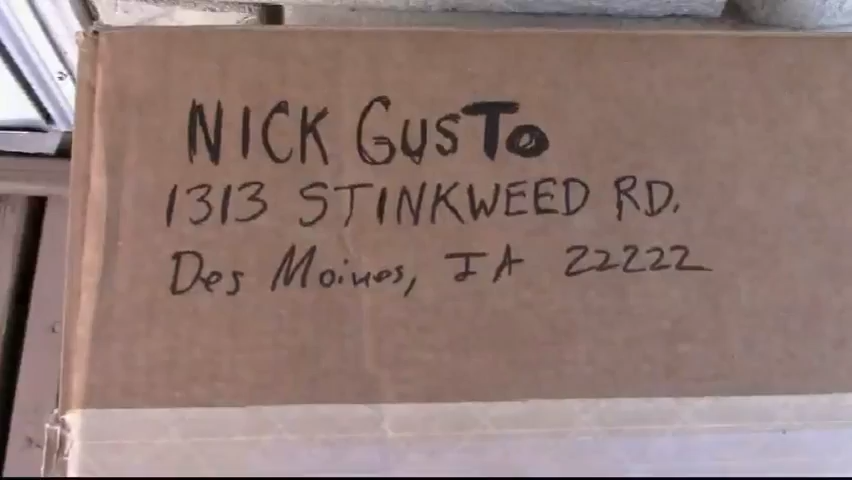 NICK GUSTO
1313 STINKWEED RD.
Des Moines, IA 22222